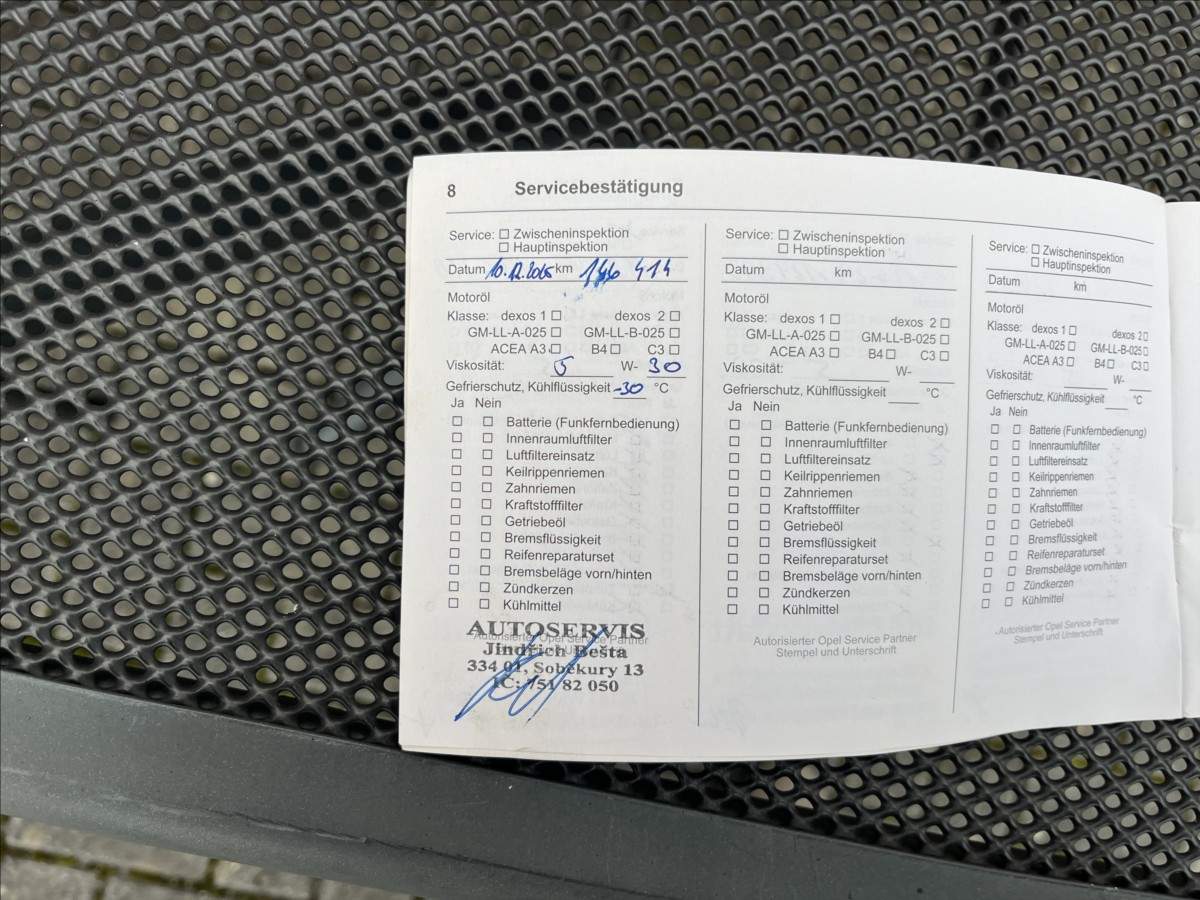 8 Servicebestätigung
Service: ☐ Zwischeninspektion
☐ Hauptinspektion
Datum 10.12.2025 km 146 414
Motoröl
Klasse: dexos 1 ☐ dexos 2 ☐
GM-LL-A-025 ☐ GM-LL-B-025 ☐
ACEA A3 ☐ B4 ☐ C3 ☐
Viskosität: 5 W- 30
Gefrierschutz, Kühlflüssigkeit -30 °C
Ja Nein
☐ ☐ Batterie (Funkfernbedienung)
☐ ☐ Innenraumluftfilter
☐ ☐ Luftfiltereinsatz
☐ ☐ Keilrippenriemen
☐ ☐ Zahnriemen
☐ ☐ Kraftstofffilter
☐ ☐ Getriebeöl
☐ ☐ Bremsflüssigkeit
☐ ☐ Reifenreparaturset
☐ ☐ Bremsbeläge vorn/hinten
☐ ☐ Zündkerzen
☐ ☐ Kühlmittel
Autorisierter Opel Service Partner
AUTOSERVIS
Jindřich Bešta
334 01, Soběkury 13
IČ: 751 82 050
Service: ☐ Zwischeninspektion
☐ Hauptinspektion
Datum km
Motoröl
Klasse: dexos 1 ☐ dexos 2 ☐
GM-LL-A-025 ☐ GM-LL-B-025 ☐
ACEA A3 ☐ B4 ☐ C3 ☐
Viskosität: W-
Gefrierschutz, Kühlflüssigkeit °C
Ja Nein
☐ ☐ Batterie (Funkfernbedienung)
☐ ☐ Innenraumluftfilter
☐ ☐ Luftfiltereinsatz
☐ ☐ Keilrippenriemen
☐ ☐ Zahnriemen
☐ ☐ Kraftstofffilter
☐ ☐ Getriebeöl
☐ ☐ Bremsflüssigkeit
☐ ☐ Reifenreparaturset
☐ ☐ Bremsbeläge vorn/hinten
☐ ☐ Zündkerzen
☐ ☐ Kühlmittel
Autorisierter Opel Service Partner
Stempel und Unterschrift
Service: ☐ Zwischeninspektion
☐ Hauptinspektion
Datum km
Motoröl
Klasse: dexos 1 ☐ dexos 2 ☐
GM-LL-A-025 ☐ GM-LL-B-025 ☐
ACEA A3 ☐ B4 ☐ C3 ☐
Viskosität: W-
Gefrierschutz, Kühlflüssigkeit °C
Ja Nein
☐ ☐ Batterie (Funkfernbedienung)
☐ ☐ Innenraumluftfilter
☐ ☐ Luftfiltereinsatz
☐ ☐ Keilrippenriemen
☐ ☐ Zahnriemen
☐ ☐ Kraftstofffilter
☐ ☐ Getriebeöl
☐ ☐ Bremsflüssigkeit
☐ ☐ Reifenreparaturset
☐ ☐ Bremsbeläge vorn/hinten
☐ ☐ Zündkerzen
☐ ☐ Kühlmittel
Autorisierter Opel Service Partner
Stempel und Unterschrift